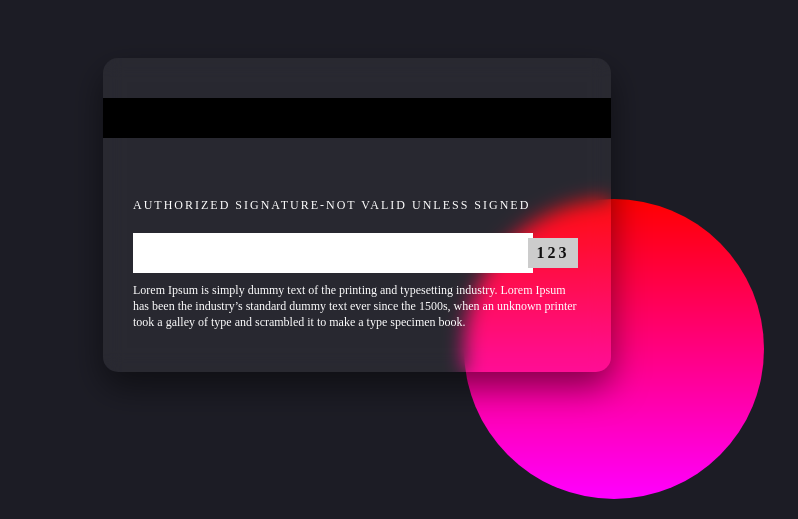 AUTHORIZED SIGNATURE-NOT VALID UNLESS SIGNED
123
Lorem Ipsum is simply dummy text of the printing and typesetting industry. Lorem Ipsum
has been the industry’s standard dummy text ever since the 1500s, when an unknown printer
took a galley of type and scrambled it to make a type specimen book.